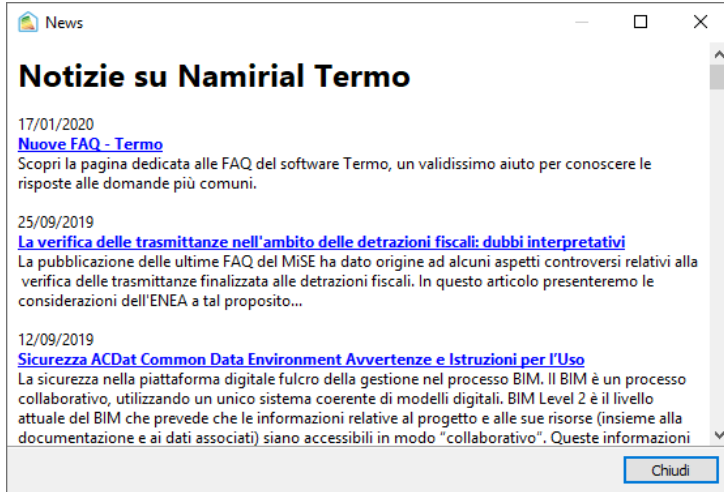 News
Notizie su Namirial Termo
17/01/2020
Nuove FAQ - Termo
Scopri la pagina dedicata alle FAQ del software Termo, un validissimo aiuto per conoscere le
risposte alle domande più comuni.
25/09/2019
La verifica delle trasmittanze nell'ambito delle detrazioni fiscali: dubbi interpretativi
La pubblicazione delle ultime FAQ del MiSE ha dato origine ad alcuni aspetti controversi relativi alla
verifica delle trasmittanze finalizzata alle detrazioni fiscali. In questo articolo presenteremo le
considerazioni dell'ENEA a tal proposito...
12/09/2019
Sicurezza ACDat Common Data Environment Avvertenze e Istruzioni per l’Uso
La sicurezza nella piattaforma digitale fulcro della gestione nel processo BIM. Il BIM è un processo
collaborativo, utilizzando un unico sistema coerente di modelli digitali. BIM Level 2 è il livello
attuale del BIM che prevede che le informazioni relative al progetto e alle sue risorse (insieme alla
documentazione e ai dati associati) siano accessibili in modo “collaborativo”. Queste informazioni
Chiudi